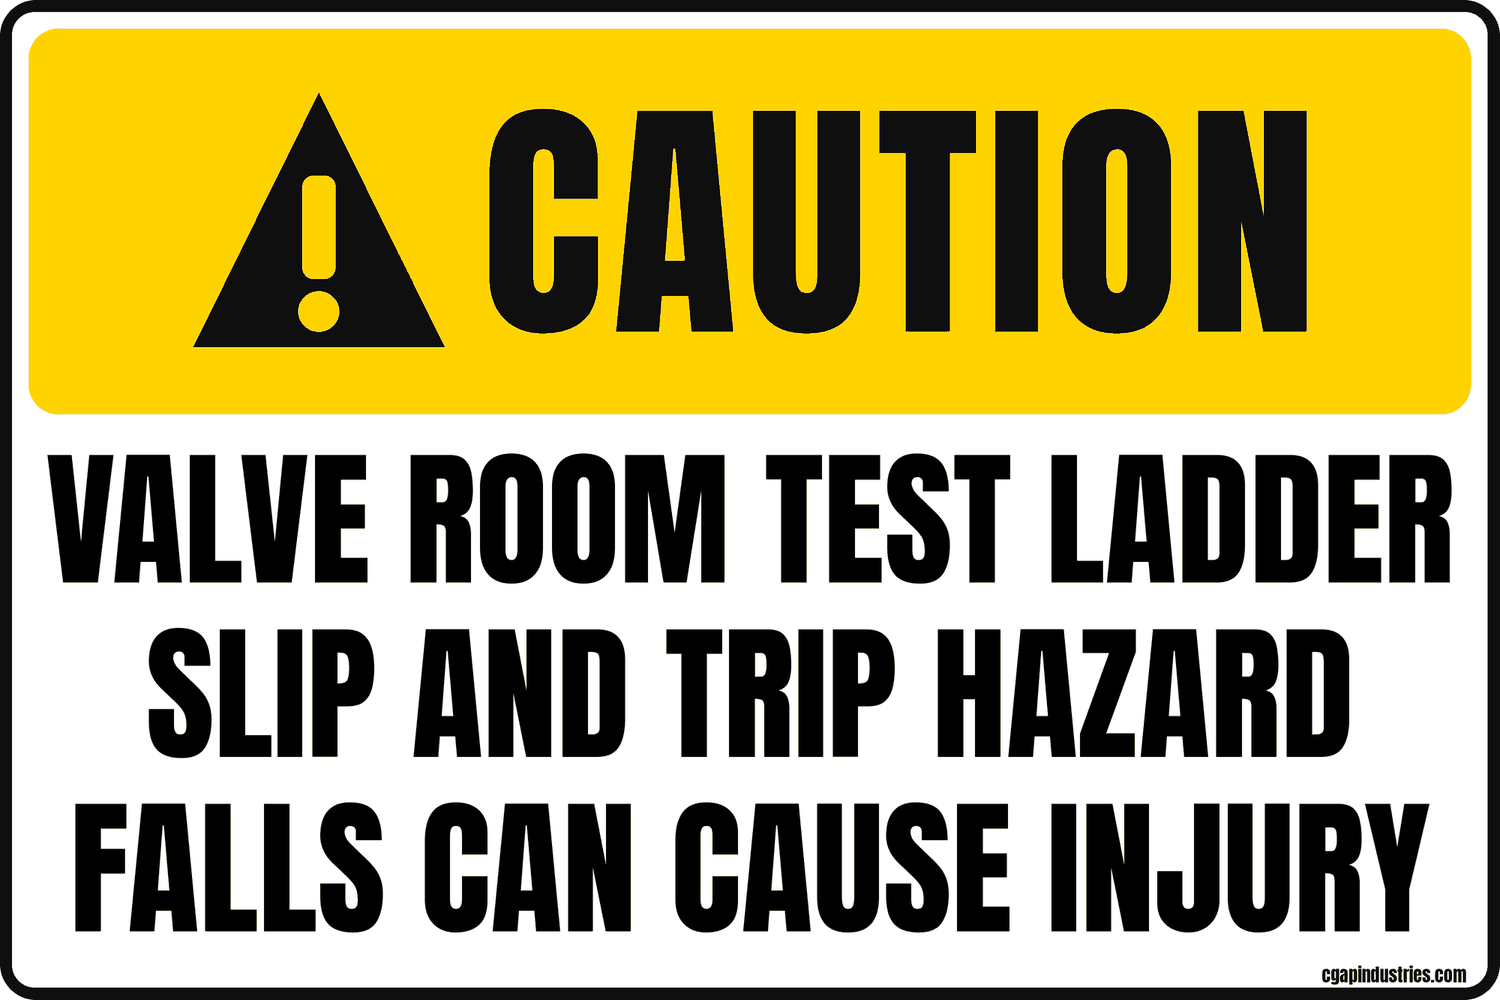 CAUTION
VALVE ROOM TEST LADDER
SLIP AND TRIP HAZARD
FALLS CAN CAUSE INJURY
cgapindustries.com